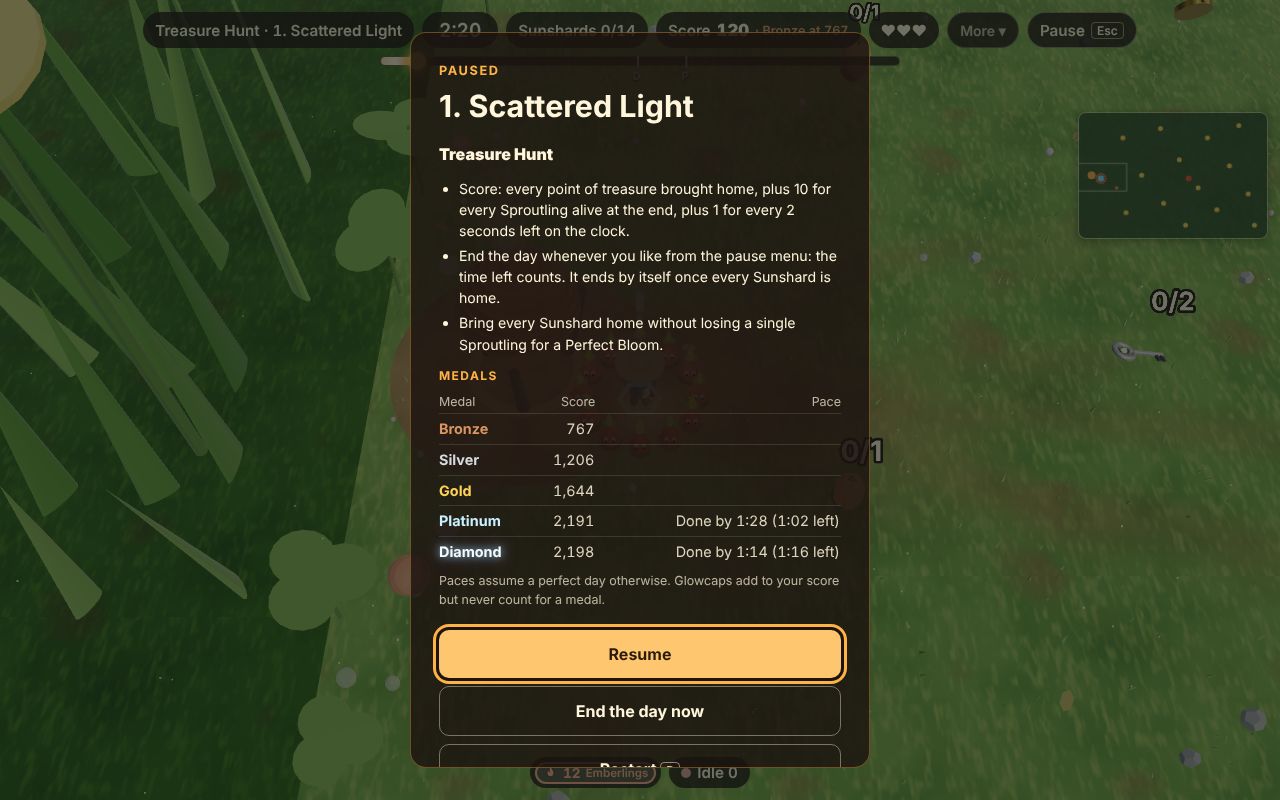 0/1
Treasure Hunt · 1. Scattered Light
2:20
Sunshards 0/14
Score 120 · Bronze at 767
More ▾
Pause Esc
PAUSED
1. Scattered Light
Treasure Hunt
• Score: every point of treasure brought home, plus 10 for
every Sproutling alive at the end, plus 1 for every 2
seconds left on the clock.
• End the day whenever you like from the pause menu: the
time left counts. It ends by itself once every Sunshard is
home.
• Bring every Sunshard home without losing a single
Sproutling for a Perfect Bloom.
MEDALS
Medal Score Pace
Bronze 767
Silver 1,206
Gold 1,644
Platinum 2,191 Done by 1:28 (1:02 left)
Diamond 2,198 Done by 1:14 (1:16 left)
Paces assume a perfect day otherwise. Glowcaps add to your score
but never count for a medal.
Resume
End the day now
Restart
0/2
0/1
12 Emberlings
Idle 0